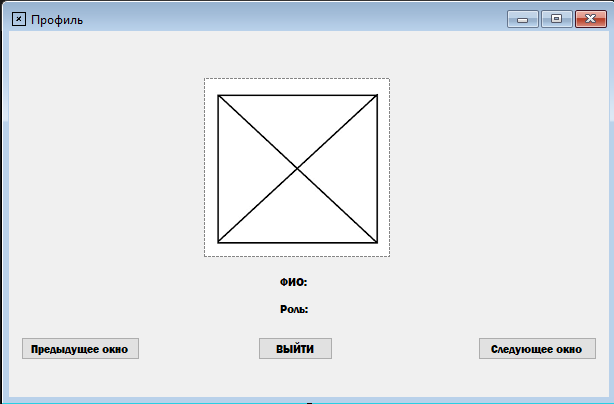 Профиль
ФИО:
Роль:
Предыдущее окно
ВЫЙТИ
Следующее окно